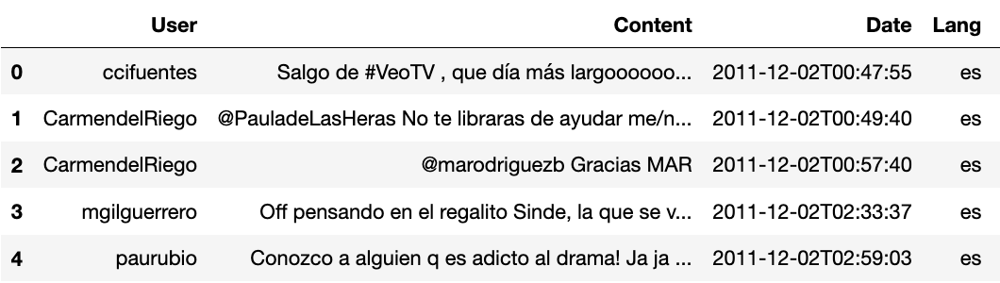 User Content Date Lang
0 ccifuentes Salgo de #VeoTV , que día más largoooooo... 2011-12-02T00:47:55 es
1 CarmendelRiego @PauladeLasHeras No te libraras de ayudar me/n... 2011-12-02T00:49:40 es
2 CarmendelRiego @marodriguezb Gracias MAR 2011-12-02T00:57:40 es
3 mgilguerrero Off pensando en el regalito Sinde, la que se v... 2011-12-02T02:33:37 es
4 paurubio Conozco a alguien q es adicto al drama! Ja ja ... 2011-12-02T02:59:03 es